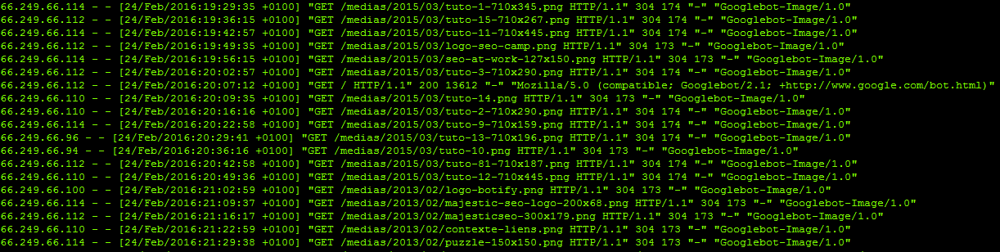 66.249.66.114 - - [24/Feb/2016:19:29:35 +0100] "GET /medias/2015/03/tuto-1-710x345.png HTTP/1.1" 304 174 "-" "Googlebot-Image/1.0"
66.249.66.112 - - [24/Feb/2016:19:36:15 +0100] "GET /medias/2015/03/tuto-15-710x267.png HTTP/1.1" 304 174 "-" "Googlebot-Image/1.0"
66.249.66.114 - - [24/Feb/2016:19:42:57 +0100] "GET /medias/2015/03/tuto-11-710x445.png HTTP/1.1" 304 174 "-" "Googlebot-Image/1.0"
66.249.66.112 - - [24/Feb/2016:19:49:35 +0100] "GET /medias/2015/03/logo-seo-camp.png HTTP/1.1" 304 173 "-" "Googlebot-Image/1.0"
66.249.66.114 - - [24/Feb/2016:19:56:15 +0100] "GET /medias/2015/03/seo-at-work-127x150.png HTTP/1.1" 304 173 "-" "Googlebot-Image/1.0"
66.249.66.112 - - [24/Feb/2016:20:02:57 +0100] "GET /medias/2015/03/tuto-3-710x290.png HTTP/1.1" 304 174 "-" "Googlebot-Image/1.0"
66.249.66.112 - - [24/Feb/2016:20:07:12 +0100] "GET / HTTP/1.1" 200 13612 "-" "Mozilla/5.0 (compatible; Googlebot/2.1; +http://www.google.com/bot.html)"
66.249.66.110 - - [24/Feb/2016:20:09:35 +0100] "GET /medias/2015/03/tuto-14.png HTTP/1.1" 304 173 "-" "Googlebot-Image/1.0"
66.249.66.110 - - [24/Feb/2016:20:16:16 +0100] "GET /medias/2015/03/tuto-2-710x290.png HTTP/1.1" 304 174 "-" "Googlebot-Image/1.0"
66.249.66.114 - - [24/Feb/2016:20:22:58 +0100] "GET /medias/2015/03/tuto-9-710x159.png HTTP/1.1" 304 174 "-" "Googlebot-Image/1.0"
66.249.66.96 - - [24/Feb/2016:20:29:41 +0100] "GET /medias/2015/03/tuto-13-710x196.png HTTP/1.1" 304 173 "-" "Googlebot-Image/1.0"
66.249.66.94 - - [24/Feb/2016:20:36:16 +0100] "GET /medias/2015/03/tuto-10.png HTTP/1.1" 304 173 "-" "Googlebot-Image/1.0"
66.249.66.112 - - [24/Feb/2016:20:42:58 +0100] "GET /medias/2015/03/tuto-81-710x187.png HTTP/1.1" 304 174 "-" "Googlebot-Image/1.0"
66.249.66.110 - - [24/Feb/2016:20:49:36 +0100] "GET /medias/2015/03/tuto-12-710x445.png HTTP/1.1" 304 174 "-" "Googlebot-Image/1.0"
66.249.66.100 - - [24/Feb/2016:21:02:59 +0100] "GET /medias/2013/02/logo-botify.png HTTP/1.1" 304 173 "-" "Googlebot-Image/1.0"
66.249.66.114 - - [24/Feb/2016:21:09:37 +0100] "GET /medias/2013/02/majestic-seo-logo-200x68.png HTTP/1.1" 304 173 "-" "Googlebot-Image/1.0"
66.249.66.112 - - [24/Feb/2016:21:16:17 +0100] "GET /medias/2013/02/majesticseo-300x179.png HTTP/1.1" 304 173 "-" "Googlebot-Image/1.0"
66.249.66.110 - - [24/Feb/2016:21:22:59 +0100] "GET /medias/2013/02/contexte-liens.png HTTP/1.1" 304 173 "-" "Googlebot-Image/1.0"
66.249.66.114 - - [24/Feb/2016:21:29:38 +0100] "GET /medias/2013/02/puzzle-150x150.png HTTP/1.1" 304 173 "-" "Googlebot-Image/1.0"